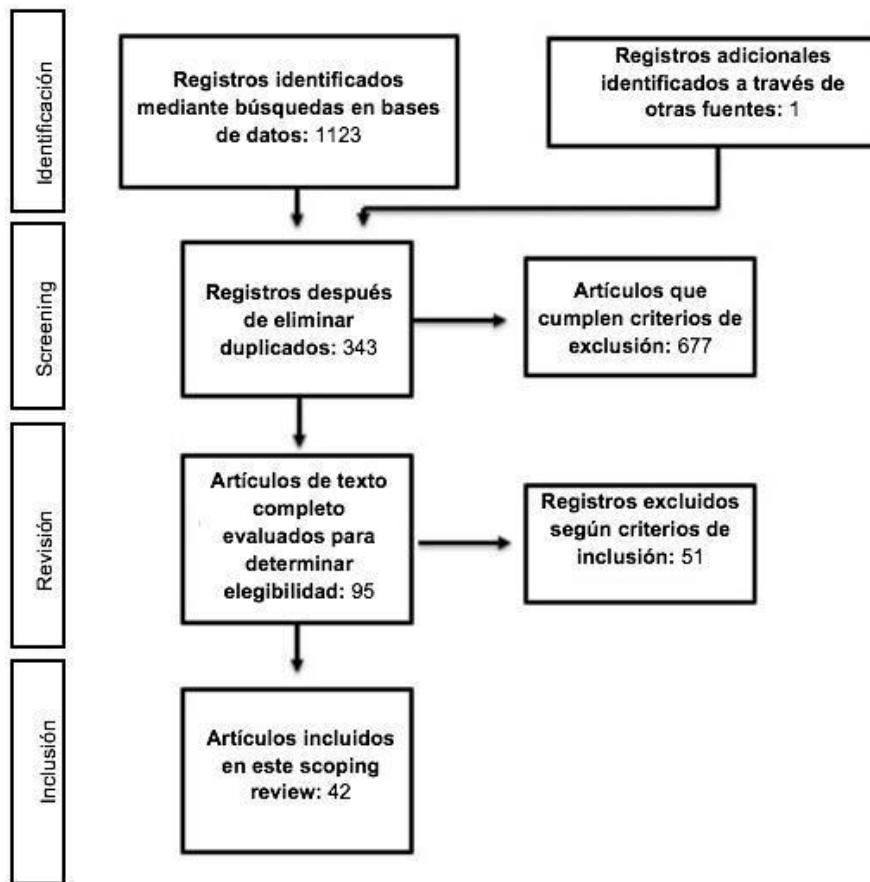 Identificación
Registros identificados
mediante búsquedas en bases
de datos: 1123
Registros adicionales
identificados a través de
otras fuentes: 1
Screening
Registros después
de eliminar
duplicados: 343
Artículos que
cumplen criterios de
exclusión: 677
Revisión
Artículos de texto
completo
evaluados para
determinar
elegibilidad: 95
Registros excluidos
según criterios de
inclusión: 51
Inclusión
Artículos incluidos
en este scoping
review: 42